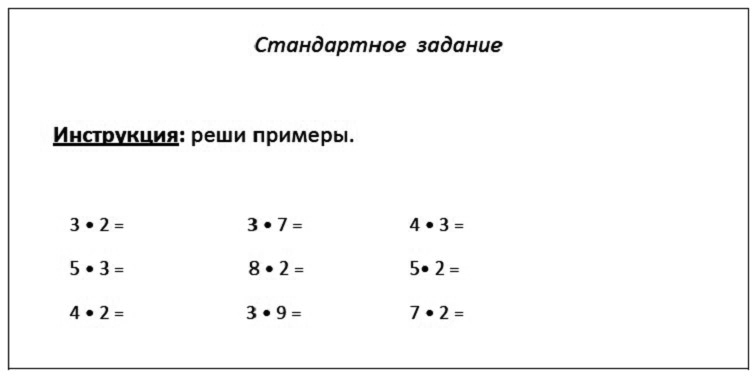 Стандартное задание
Инструкция: реши примеры.
3 • 2 = 3 • 7 = 4 • 3 =
5 • 3 = 8 • 2 = 5• 2 =
4 • 2 = 3 • 9 = 7 • 2 =